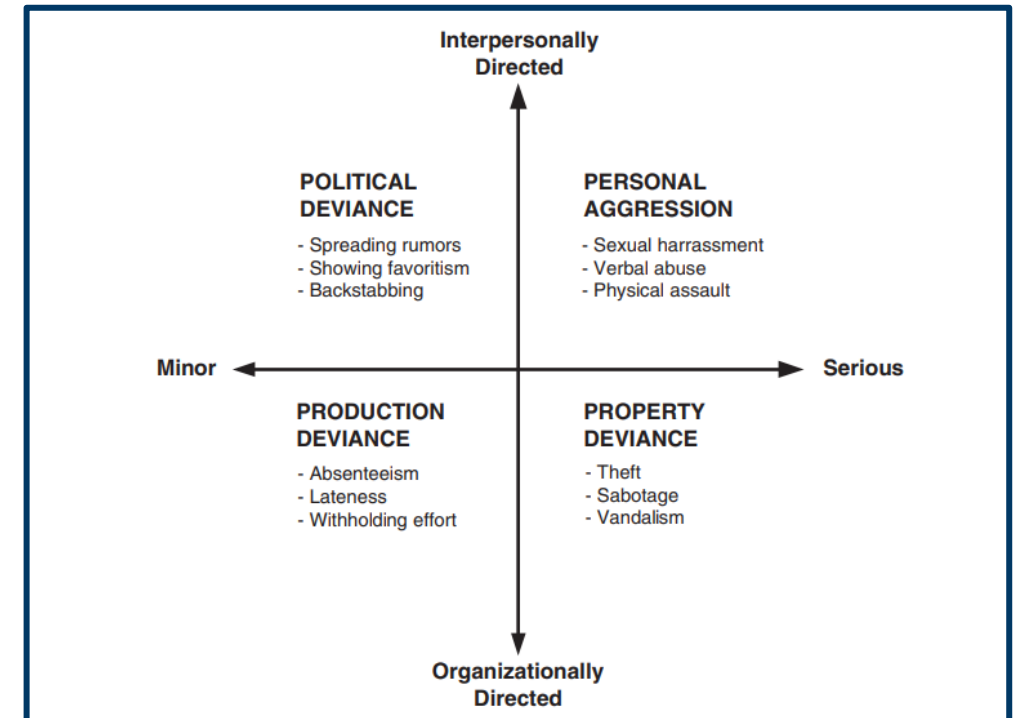 Interpersonally
Directed
POLITICAL
DEVIANCE
- Spreading rumors
- Showing favoritism
- Backstabbing
PERSONAL
AGGRESSION
- Sexual harrassment
- Verbal abuse
- Physical assault
Minor
Serious
PRODUCTION
DEVIANCE
- Absenteeism
- Lateness
- Withholding effort
PROPERTY
DEVIANCE
- Theft
- Sabotage
- Vandalism
Organizationally
Directed